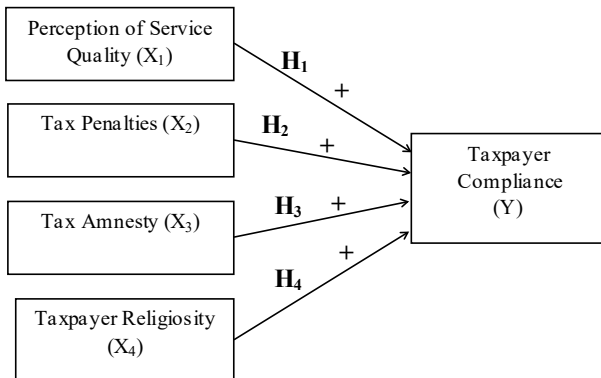 Perception of Service
Quality (X₁)
H₁
+
Tax Penalties (X₂)
H₂
+
Taxpayer
Compliance
(Y)
Tax Amnesty (X₃)
H₃
+
H₄
+
Taxpayer Religiosity
(X₄)